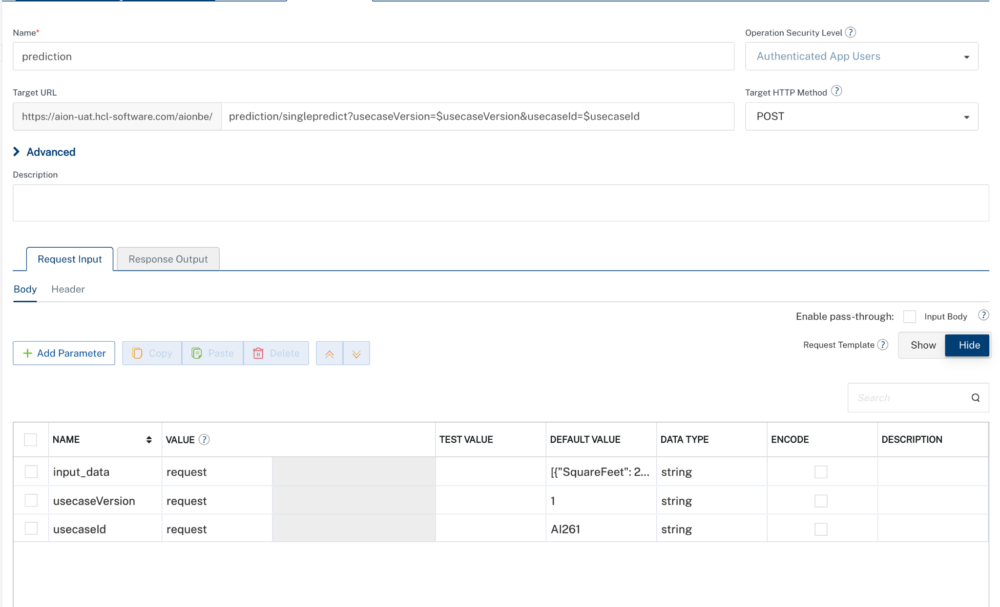 Name*
Operation Security Level ?
prediction
Authenticated App Users
Target URL
Target HTTP Method ?
https://aion-uat.hcl-software.com/aionbe/ prediction/singlepredict?usecaseVersion=$usecaseVersion&usecaseId=$usecaseId
POST
Advanced
Description
Request Input Response Output
Body Header
Enable pass-through: Input Body ?
+ Add Parameter Copy Paste Delete
Request Template ? Show Hide
Search
NAME VALUE ? TEST VALUE DEFAULT VALUE DATA TYPE ENCODE DESCRIPTION
input_data request [{"SquareFeet": 2... string
usecaseVersion request 1 string
usecaseId request AI261 string